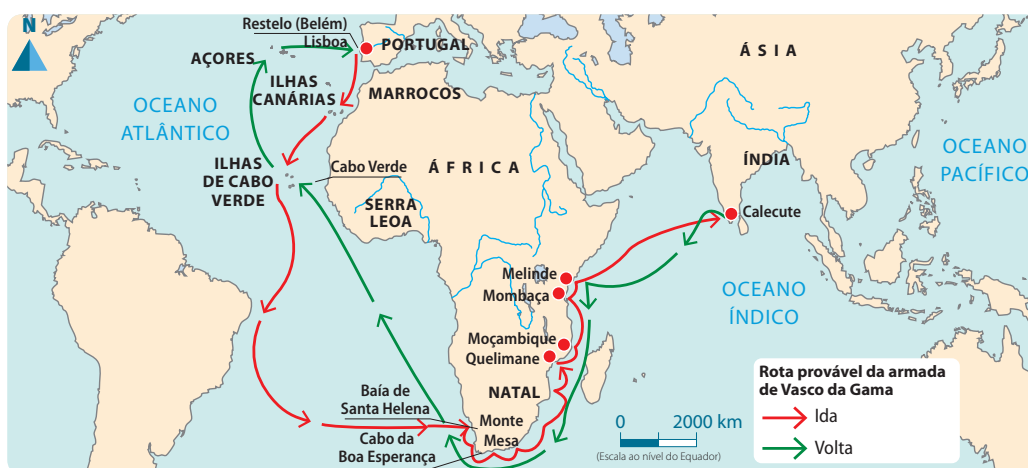 N
Restelo (Belém)
Lisboa
PORTUGAL
AÇORES
ILHAS
CANÁRIAS
MARROCOS
OCEANO
ATLÂNTICO
ILHAS
DE CABO
VERDE
Cabo Verde
ÁFRICA
SERRA
LEOA
ÁSIA
ÍNDIA
OCEANO
PACÍFICO
Calecute
Melinde
Mombaça
OCEANO
ÍNDICO
Moçambique
Quelimane
NATAL
Baía de
Santa Helena
Monte
Mesa
Cabo da
Boa Esperança
0 2000 km
(Escala ao nível do Equador)
Rota provável da armada
de Vasco da Gama
Ida
Volta